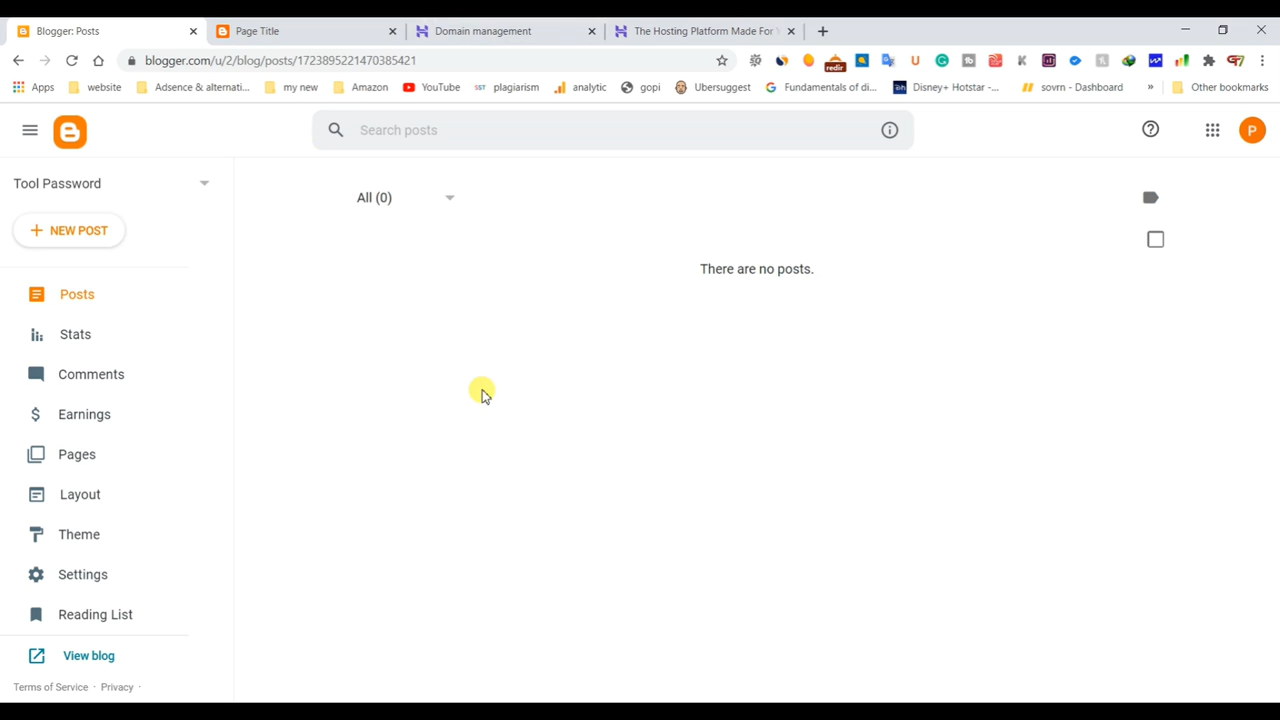 Blogger: Posts
Page Title
Domain management
The Hosting Platform Made For
blogger.com/u/2/blog/posts/1723895221470385421
Apps
website
Adsence & alternati...
my new
Amazon
YouTube
SST plagiarism
analytic
gopi
Ubersuggest
Fundamentals of di...
Disney+ Hotstar -...
sovrn - Dashboard
»
Other bookmarks
Search posts
P
Tool Password
All (0)
+ NEW POST
There are no posts.
Posts
Stats
Comments
Earnings
Pages
Layout
Theme
Settings
Reading List
View blog
Terms of Service · Privacy ·